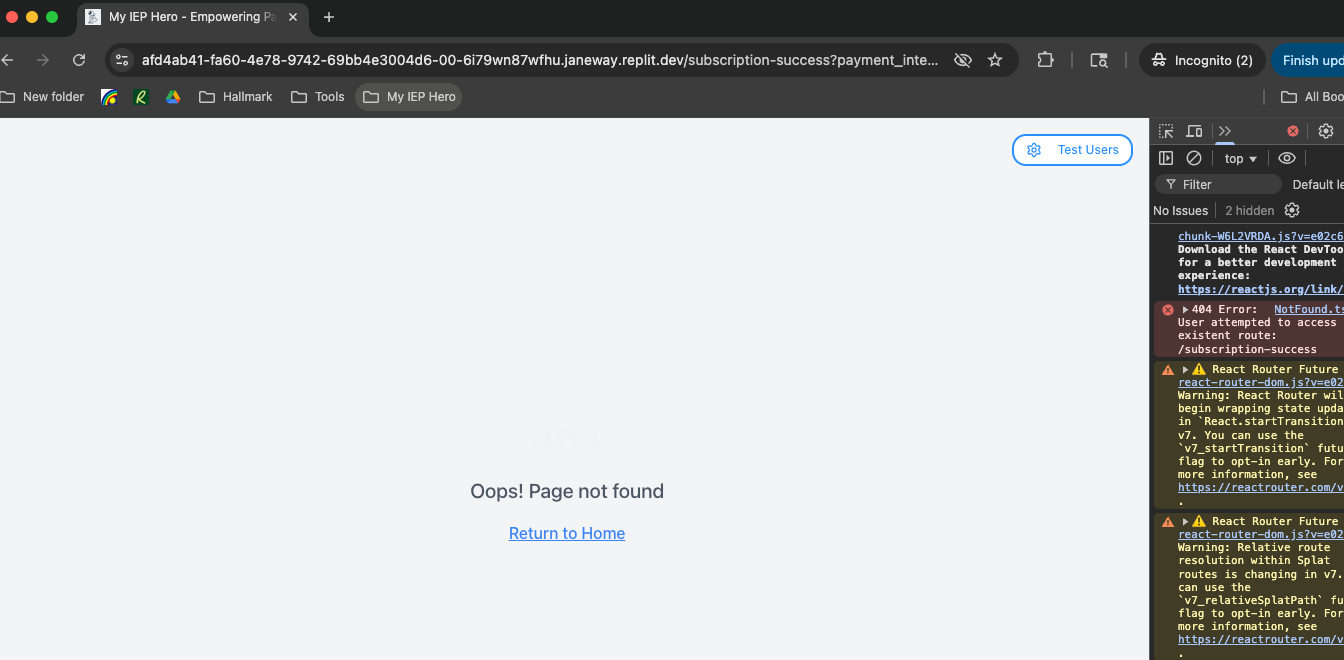 My IEP Hero - Empowering Pa
afd4ab41-fa60-4e78-9742-69bb4e3004d6-00-6i79wn87wfhu.janeway.replit.dev/subscription-success?payment_inte...
Incognito (2)
Finish upd
New folder
Hallmark
Tools
My IEP Hero
All Boo
Test Users
404
Oops! Page not found
Return to Home
top
Filter
Default le
No Issues
2 hidden
chunk-W6L2VRDA.js?v=e02c6
Download the React DevToo
for a better development
experience:
https://reactjs.org/link/
404 Error: NotFound.ts
User attempted to access
existent route:
/subscription-success
React Router Future
react-router-dom.js?v=e02
Warning: React Router wil
begin wrapping state upda
in `React.startTransition
v7. You can use the
`v7_startTransition` futu
flag to opt-in early. For
more information, see
https://reactrouter.com/v
.
React Router Future
react-router-dom.js?v=e02
Warning: Relative route
resolution within Splat
routes is changing in v7.
can use the
`v7_relativeSplatPath` fu
flag to opt-in early. For
more information, see
https://reactrouter.com/v
.